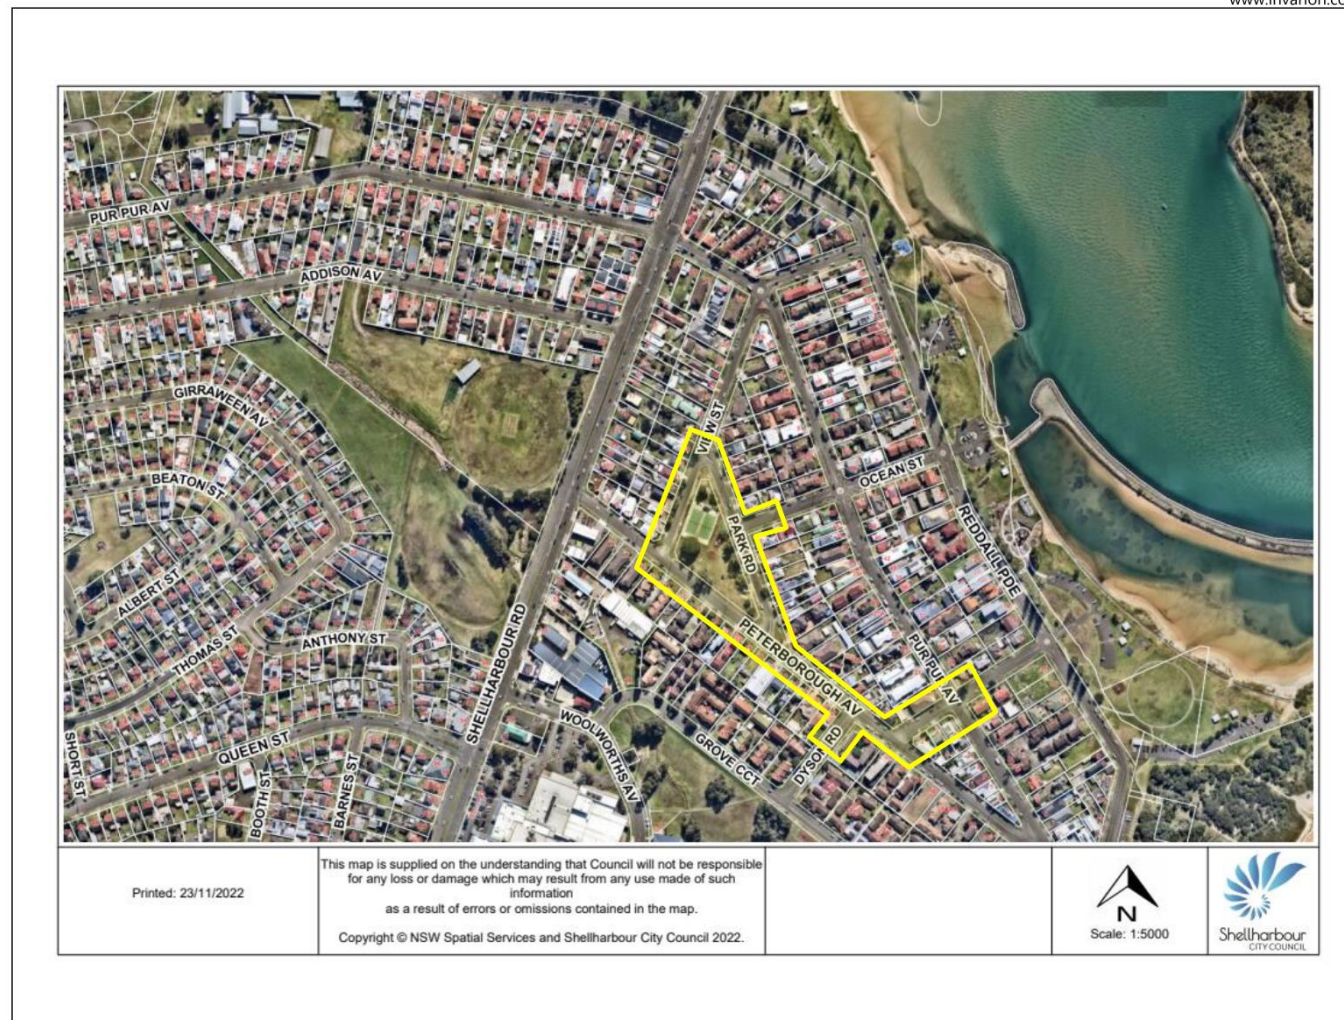 www.invarion.co
PUR PUR AV
ADDISON AV
GIRRAWEEN AV
BEATON ST
ALBERT ST
THOMAS ST
ANTHONY ST
QUEEN ST
SHORT ST
BOOTH ST
BARNES ST
SHELLHARBOUR RD
WOOLWORTHS AV
GROVE CCT
DYSON RD
PETERBOROUGH AV
PARK RD
VIEW ST
OCEAN ST
REDDALL PDE
PUR PUR AV
Printed: 23/11/2022
This map is supplied on the understanding that Council will not be responsible
for any loss or damage which may result from any use made of such
information
as a result of errors or omissions contained in the map.
Copyright © NSW Spatial Services and Shellharbour City Council 2022.
N
Scale: 1:5000
Shellharbour
CITY COUNCIL